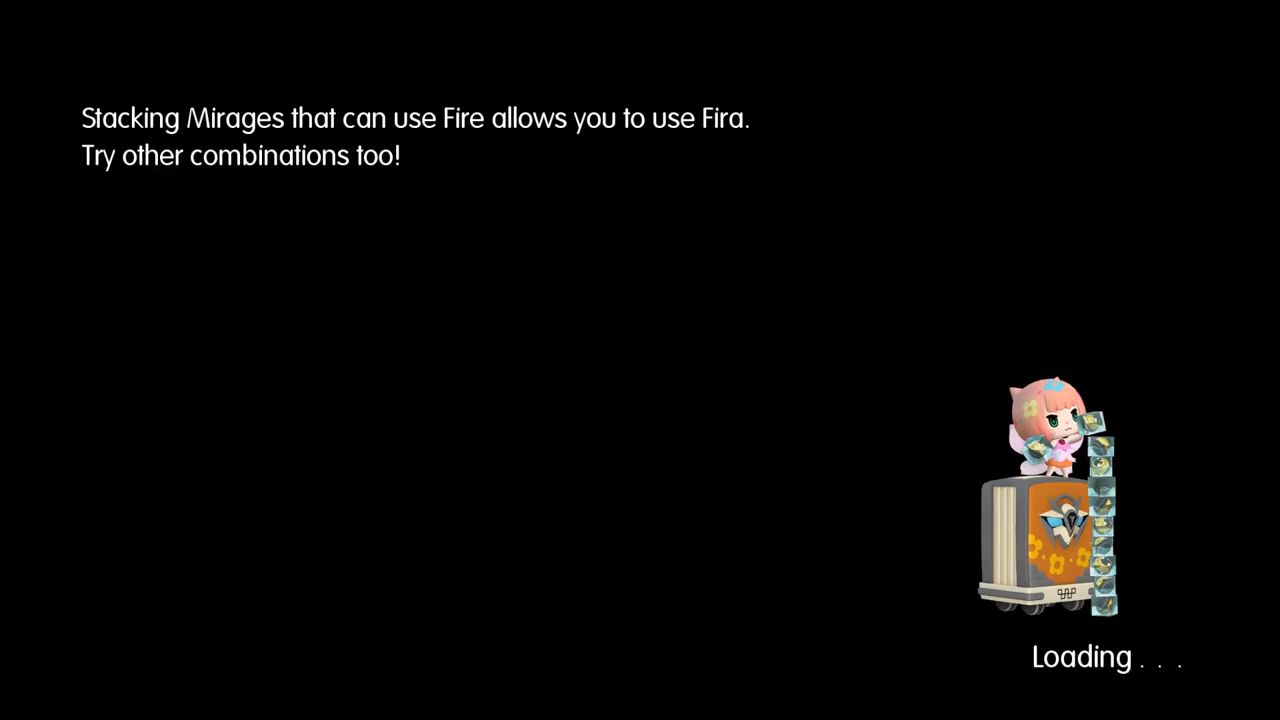 Stacking Mirages that can use Fire allows you to use Fira.
Try other combinations too!
Loading . . .